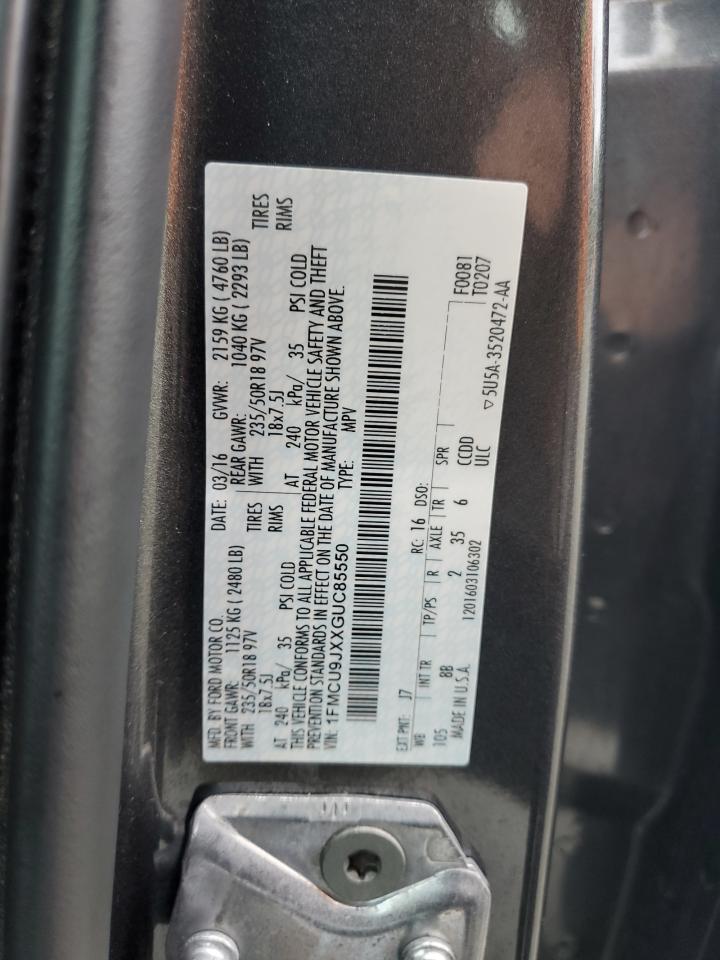 MFD. BY FORD MOTOR CO. DATE: 03/16 GVWR: 2159 KG ( 4760 LB)
FRONT GAWR: 1125 KG ( 2480 LB) REAR GAWR: 1040 KG ( 2293 LB)
WITH 235/50R18 97V TIRES WITH 235/50R18 97V TIRES
18x7.5J RIMS 18x7.5J RIMS
AT 240 kPa/ 35 PSI COLD AT 240 kPa/ 35 PSI COLD
THIS VEHICLE CONFORMS TO ALL APPLICABLE FEDERAL MOTOR VEHICLE SAFETY AND THEFT
PREVENTION STANDARDS IN EFFECT ON THE DATE OF MANUFACTURE SHOWN ABOVE.
VIN: 1FMCU9JXXGUC85550 TYPE: MPV
EXT PNT: J7 RC: 16 DSO: F0081
WB INT TR TP/PS R AXLE TR SPR T0207
105 8B 2 35 6 CCDD
MADE IN U.S.A. 1201603106302 ULC ▽5U5A-3520472-AA